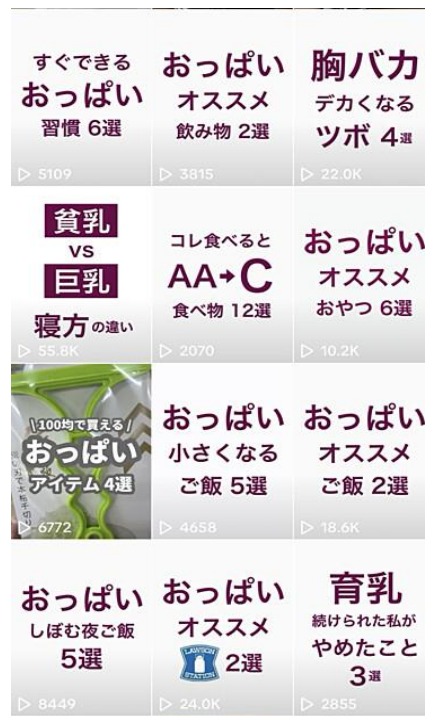 すぐできる
おっぱい
習慣 6選
5109
おっぱい
オススメ
飲み物 2選
3815
胸バカ
デカくなる
ツボ 4選
22.0K
貧乳
vs
巨乳
寝方の違い
55.8K
コレ食べると
AA→C
食べ物 12選
2070
おっぱい
オススメ
おやつ 6選
10.2K
\100均で買える/
おっぱい
アイテム 4選
6772
おっぱい
小さくなる
ご飯 5選
4658
おっぱい
オススメ
ご飯 2選
18.6K
おっぱい
しぼむ夜ご飯
5選
8449
おっぱい
オススメ
LAWSON
STATION
2選
24.0K
育乳
続けられた私が
やめたこと
3選
2855